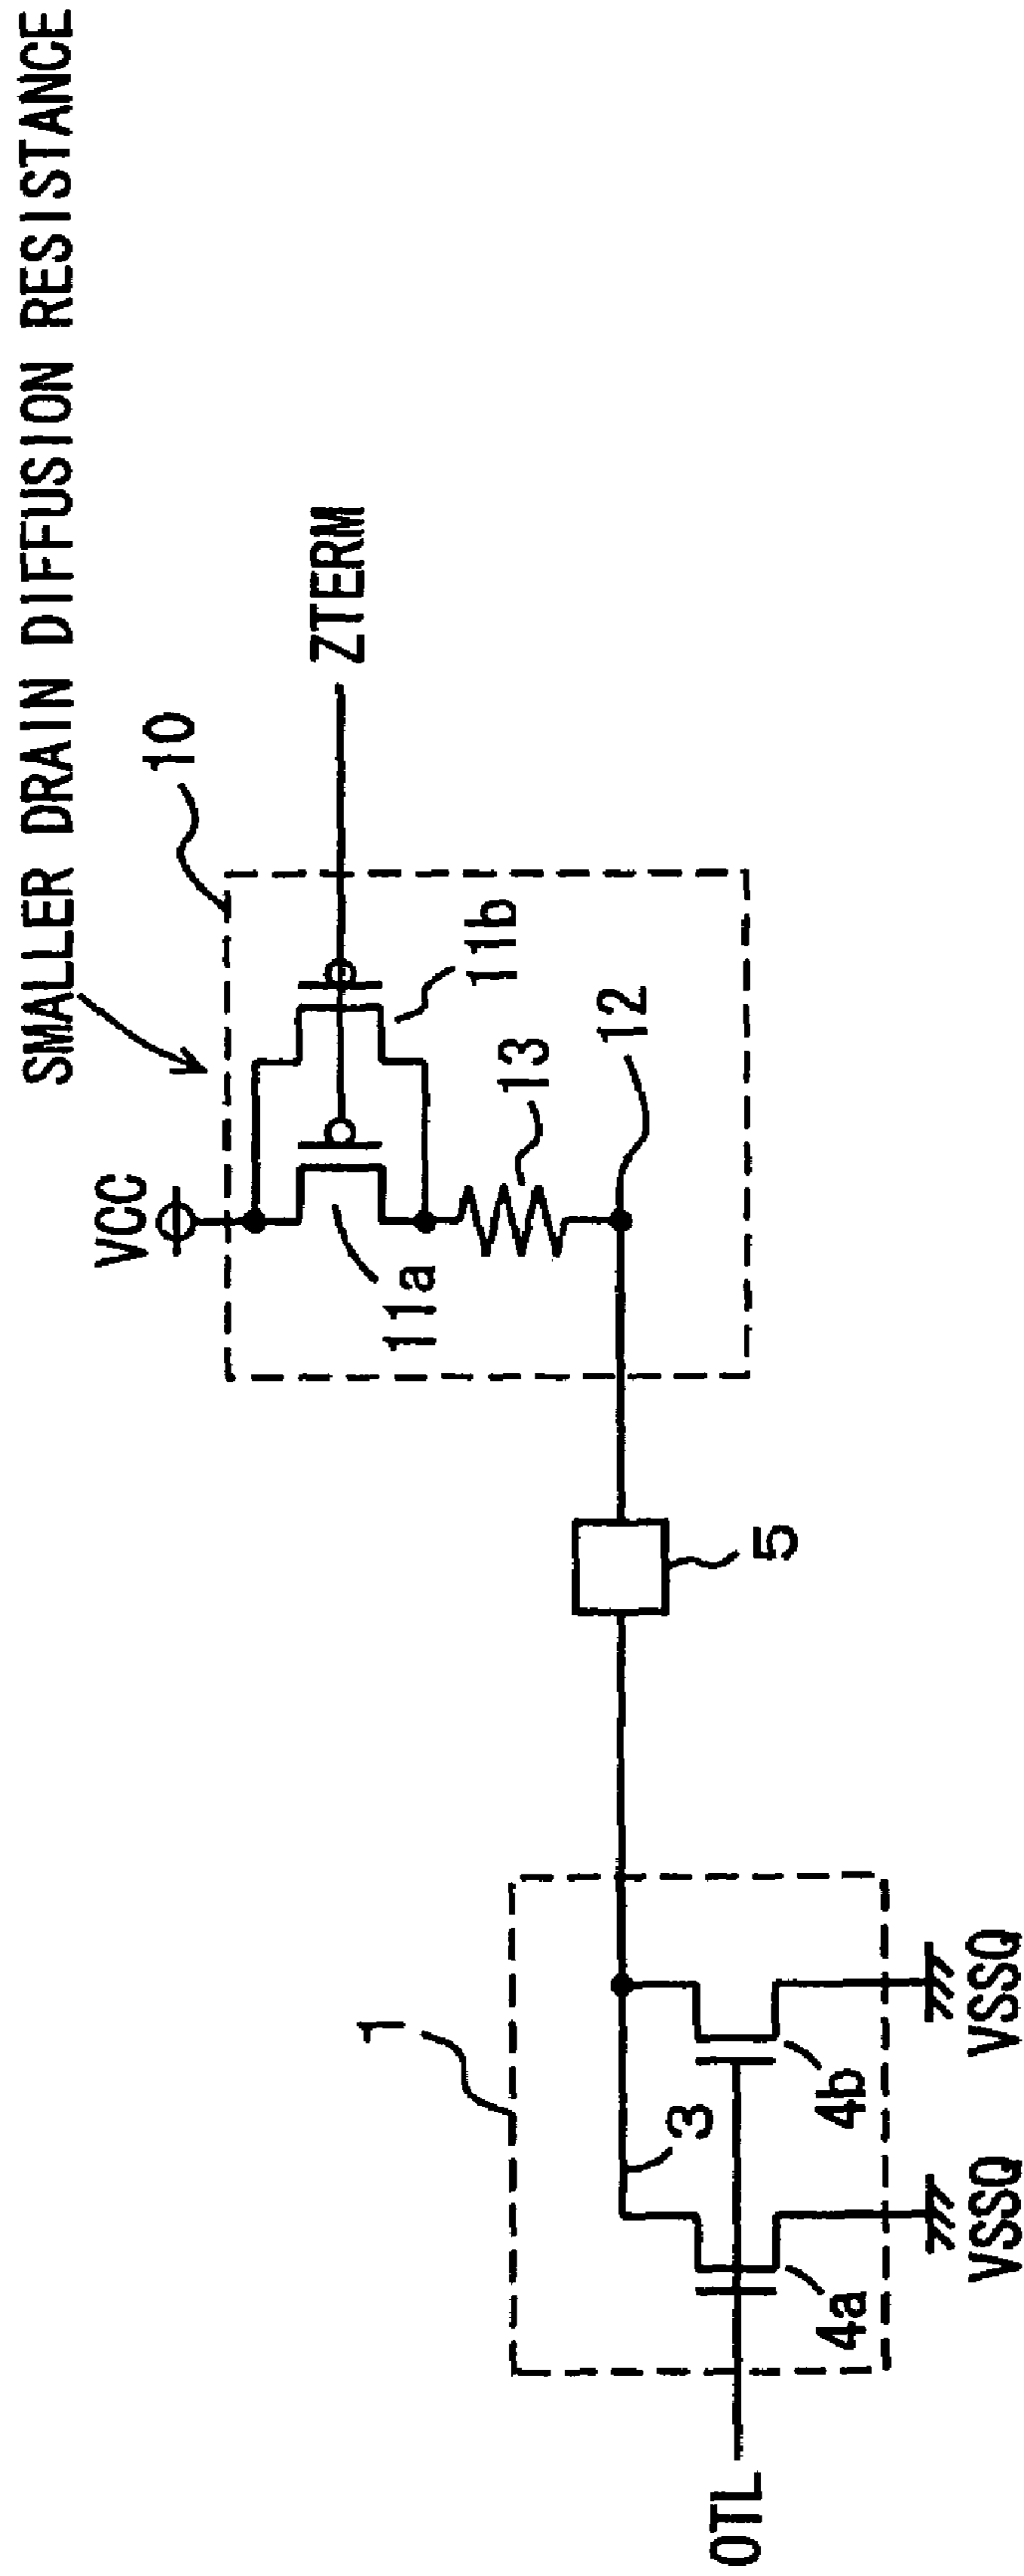 SMALLER DRAIN DIFFUSION RESISTANCE
VCC
10
ZTERM
11a
11b
13
12
5
1
3
4a
4b
OTL
VSSQ
VSSQ